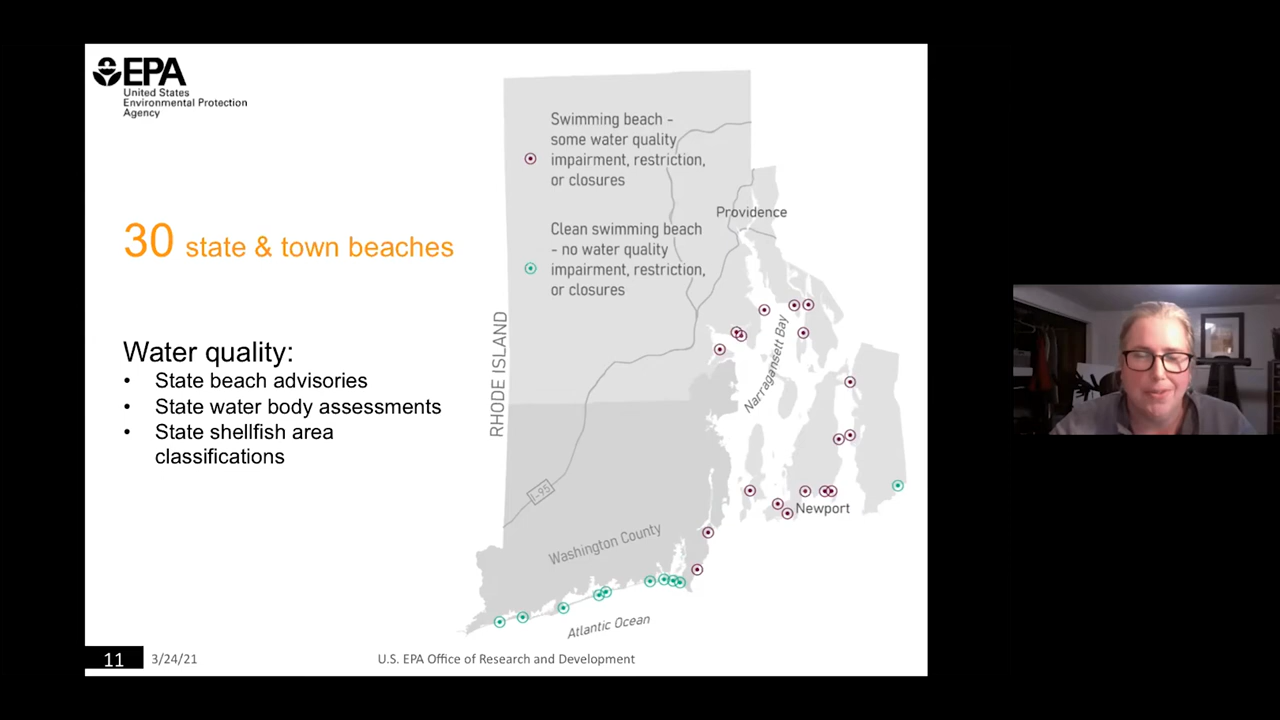 EPA
United States
Environmental Protection
Agency
30 state & town beaches
Water quality:
• State beach advisories
• State water body assessments
• State shellfish area
classifications
Swimming beach -
some water quality
impairment, restriction,
or closures
Clean swimming beach
- no water quality
impairment, restriction,
or closures
Providence
RHODE ISLAND
Narragansett Bay
I-95
Newport
Washington County
Atlantic Ocean
11
3/24/21
U.S. EPA Office of Research and Development